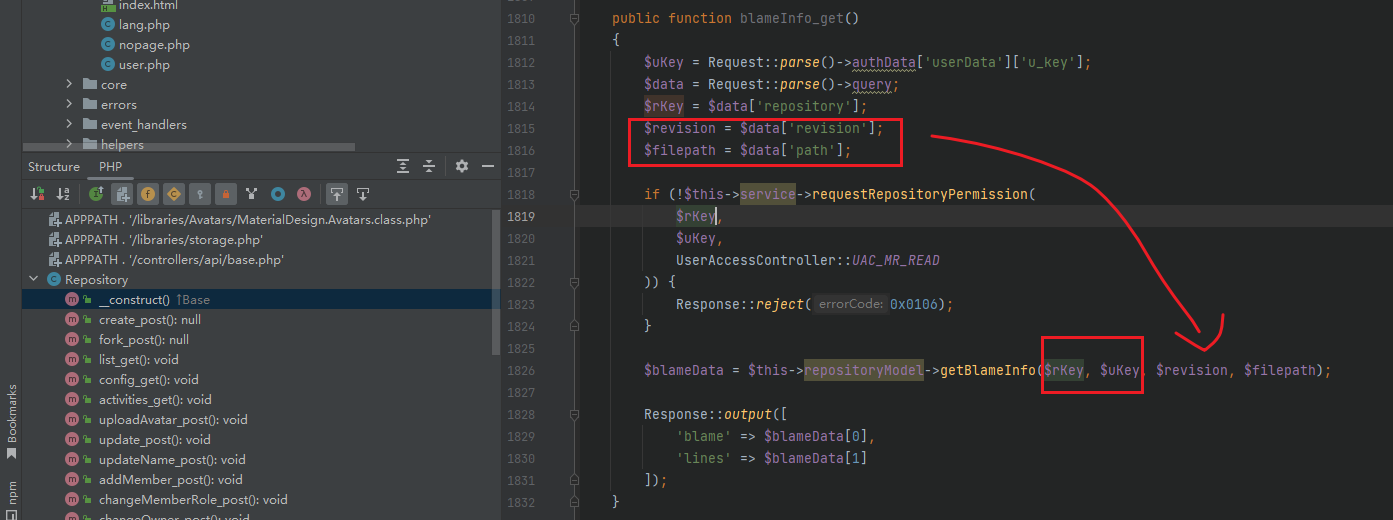 index.html
lang.php
nopage.php
user.php
core
errors
event_handlers
helpers
Structure PHP
APPPATH . '/libraries/Avatars/MaterialDesign.Avatars.class.php'
APPPATH . '/libraries/storage.php'
APPPATH . '/controllers/api/base.php'
Repository
__construct() ↑Base
create_post(): null
fork_post(): null
list_get(): void
config_get(): void
activities_get(): void
uploadAvatar_post(): void
update_post(): void
updateName_post(): void
addMember_post(): void
changeMemberRole_post(): void
changeOwner_post(): void
Bookmarks
npm
1810 public function blameInfo_get()
1811 {
1812 $uKey = Request::parse()->authData['userData']['u_key'];
1813 $data = Request::parse()->query;
1814 $rKey = $data['repository'];
1815 $revision = $data['revision'];
1816 $filepath = $data['path'];
1817
1818 if (!$this->service->requestRepositoryPermission(
1819 $rKey,
1820 $uKey,
1821 UserAccessController::UAC_MR_READ
1822 )) {
1823 Response::reject( errorCode: 0x0106);
1824 }
1825
1826 $blameData = $this->repositoryModel->getBlameInfo($rKey, $uKey, $revision, $filepath);
1827
1828 Response::output([
1829 'blame' => $blameData[0],
1830 'lines' => $blameData[1]
1831 ]);
1832 }